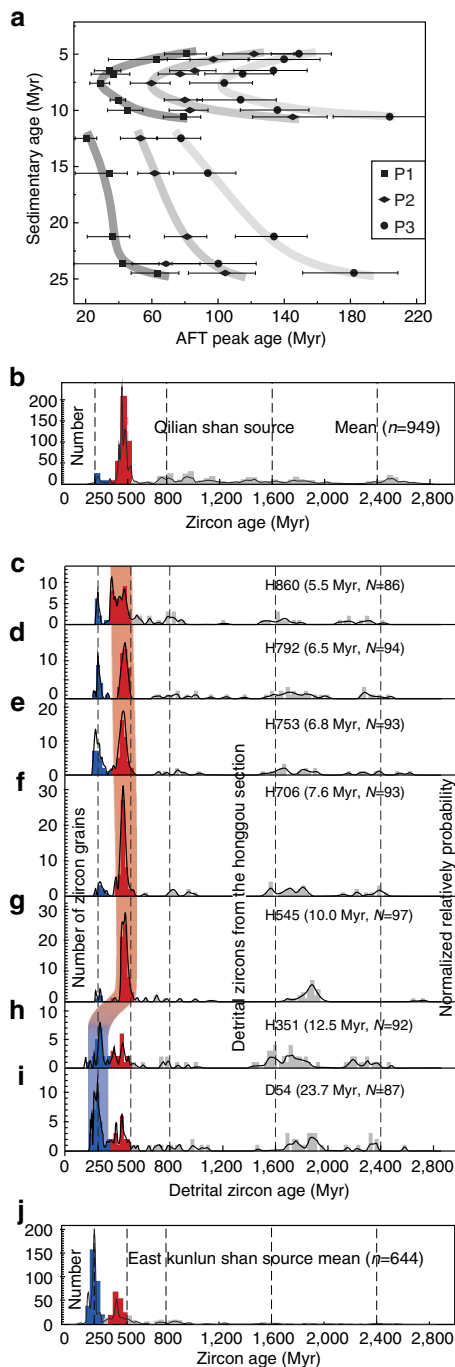 a
5
10
15
20
25
Sedimentary age (Myr)
P1
P2
P3
20 60 100 140 180 220
AFT peak age (Myr)
b
200
150
100
50
0
Number
Qilian shan source Mean (n=949)
0 250 500 800 1,200 1,600 2,000 2,400 2,800
Zircon age (Myr)
c
10
5
0
H860 (5.5 Myr, N=86)
d
10
0
H792 (6.5 Myr, N=94)
e
20
10
0
H753 (6.8 Myr, N=93)
f
30
20
10
0
H706 (7.6 Myr, N=93)
Number of zircon grains
Detrital zircons from the honggou section
Normalized relatively probability
g
30
20
10
0
H545 (10.0 Myr, N=97)
h
10
5
0
H351 (12.5 Myr, N=92)
i
10
5
0
D54 (23.7 Myr, N=87)
0 250 500 800 1,200 1,600 2,000 2,400 2,800
Detrital zircon age (Myr)
j
200
150
100
50
0
Number
East kunlun shan source mean (n=644)
0 250 500 800 1,200 1,600 2,000 2,400 2,800
Zircon age (Myr)